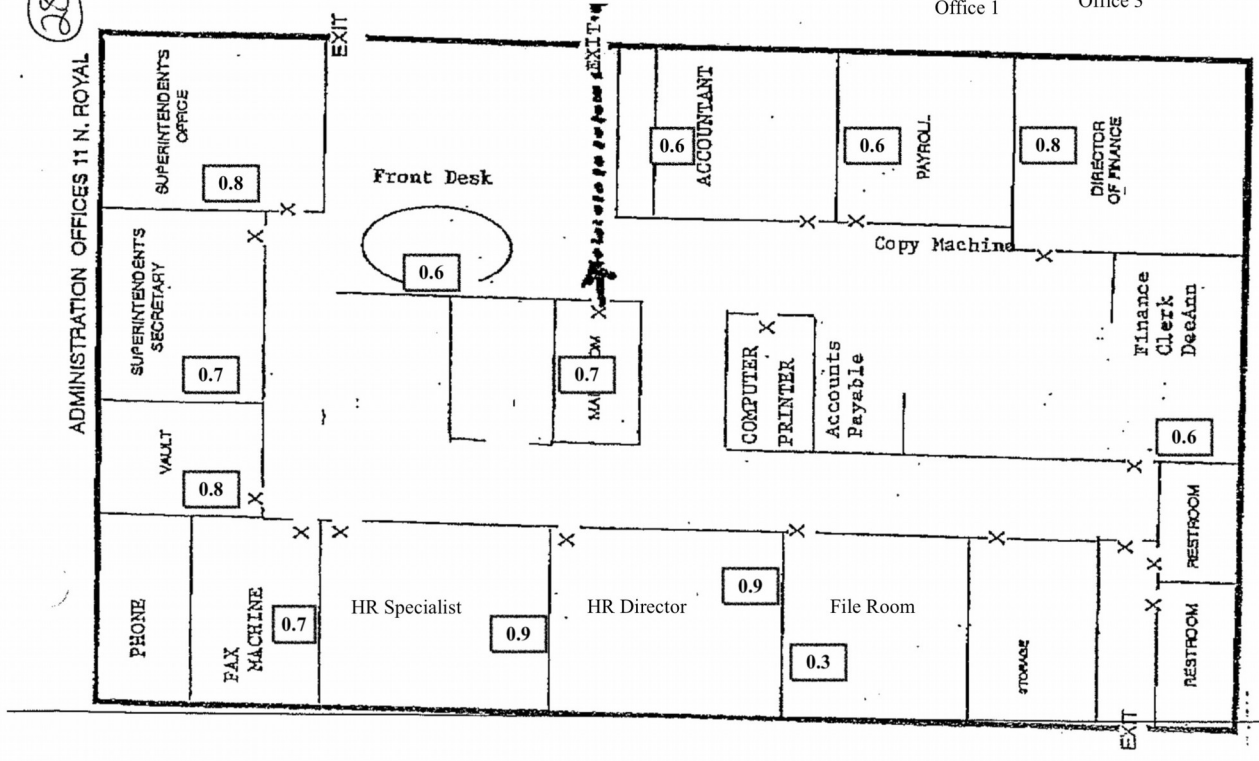 28
Office 1
Office 3
ADMINISTRATION OFFICES 11 N. ROYAL
EXIT
EXIT
SUPERINTENDENT'S
OFFICE
0.8
Front Desk
0.6
0.6
ACCOUNTANT
0.6
PAYROLL
0.8
DIRECTOR
OF FINANCE
Copy Machine
SUPERINTENDENT'S
SECRETARY
0.7
0.7
COMPUTER
PRINTER
Accounts
Payable
Finance
Clerk
DeeAnn
0.6
VAULT
0.8
PHONE
FAX
MACHINE
0.7
HR Specialist
0.9
HR Director
0.9
File Room
0.3
STORAGE
RESTROOM
RESTROOM
EXIT